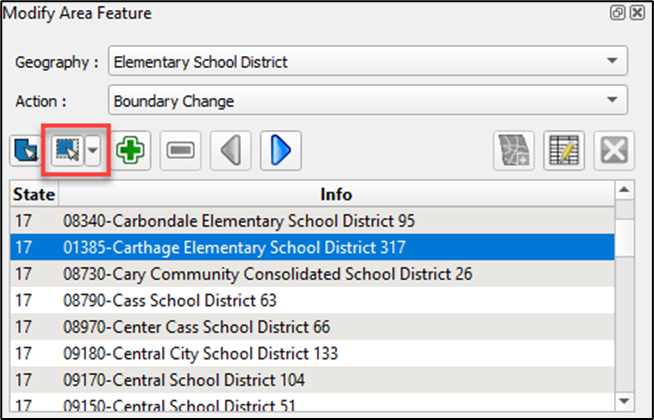 Modify Area Feature
Geography : Elementary School District
Action : Boundary Change
State Info
17 08340-Carbondale Elementary School District 95
17 01385-Carthage Elementary School District 317
17 08730-Cary Community Consolidated School District 26
17 08790-Cass School District 63
17 08970-Center Cass School District 66
17 09180-Central City School District 133
17 09170-Central School District 104
17 09150-Central School District 51